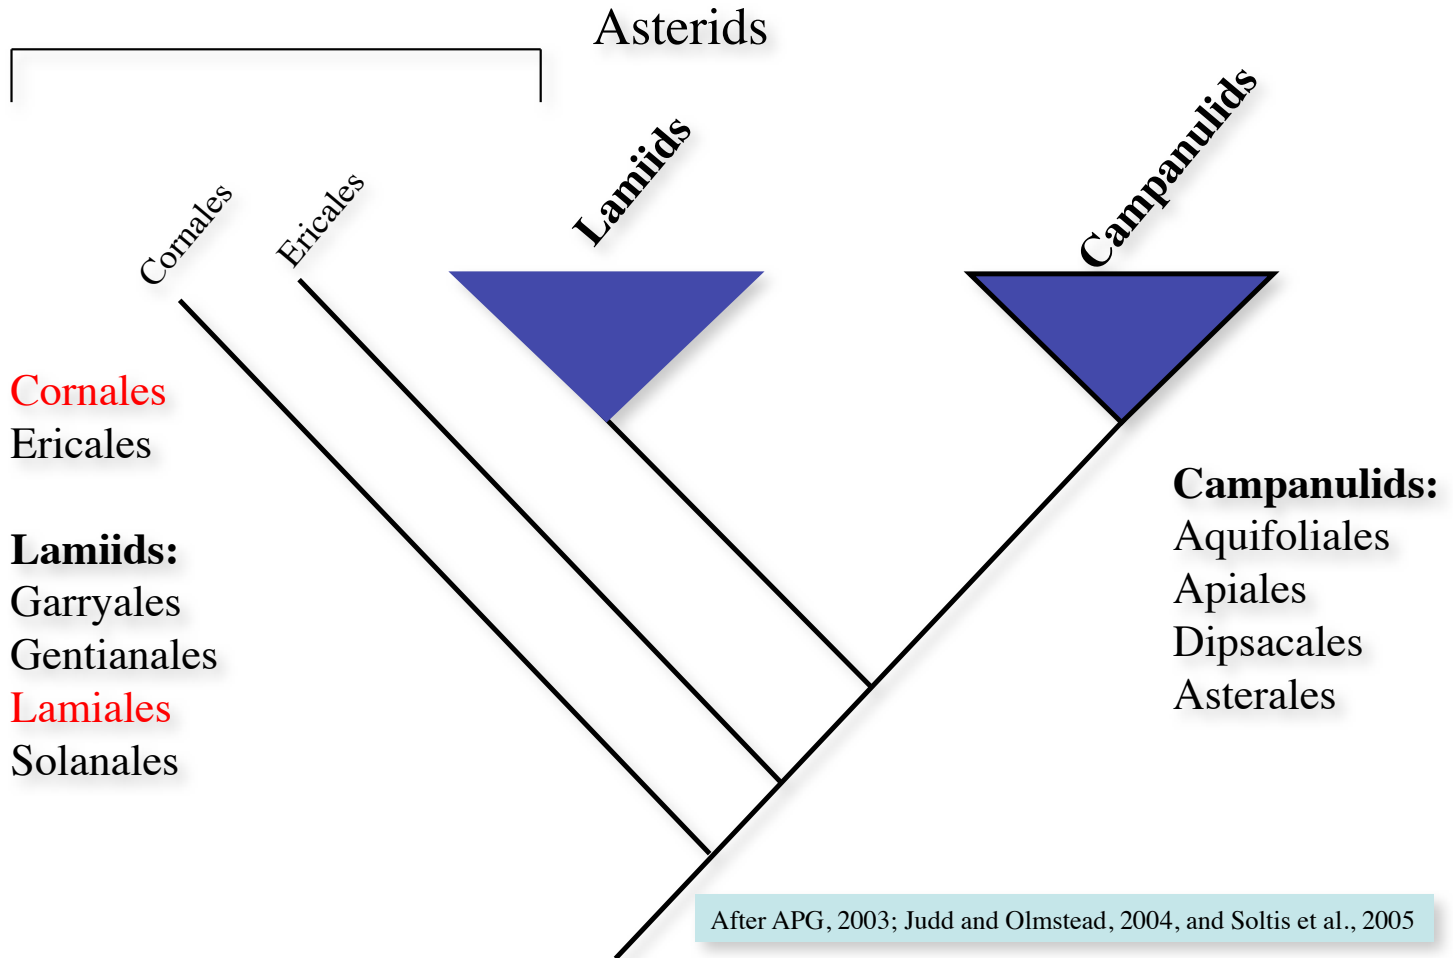 Asterids
Cornales
Ericales
Lamiids
Campanulids
Cornales
Ericales
Lamiids:
Garryales
Gentianales
Lamiales
Solanales
Campanulids:
Aquifoliales
Apiales
Dipsacales
Asterales
After APG, 2003; Judd and Olmstead, 2004, and Soltis et al., 2005